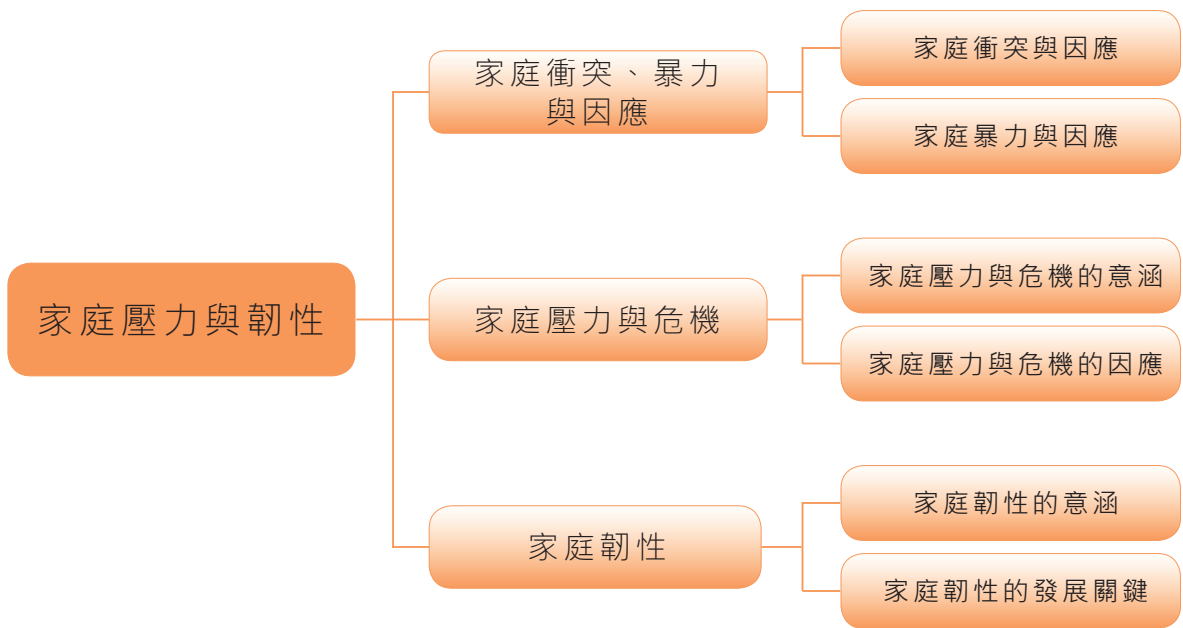 家庭壓力與韌性
家庭衝突、暴力
與因應
家庭衝突與因應
家庭暴力與因應
家庭壓力與危機
家庭壓力與危機的意涵
家庭壓力與危機的因應
家庭韌性
家庭韌性的意涵
家庭韌性的發展關鍵